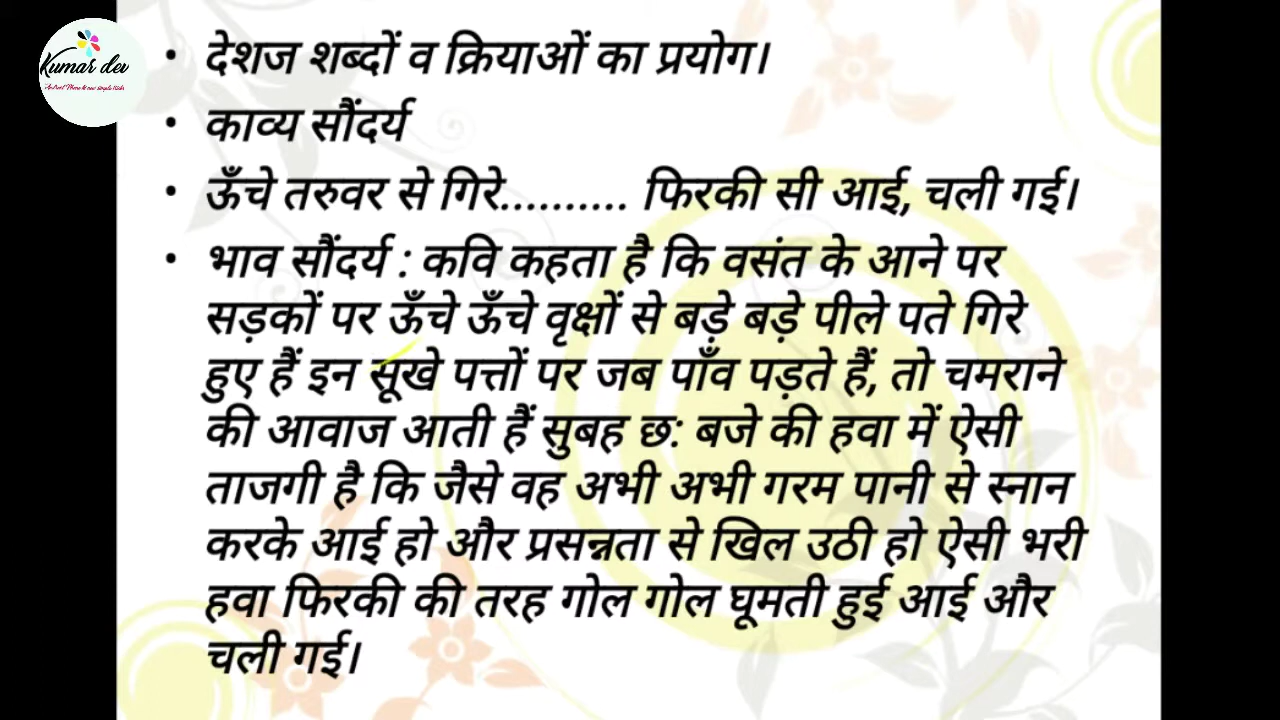 Kumar dev
• देशज शब्दों व क्रियाओं का प्रयोग।
• काव्य सौंदर्य
• ऊँचे तरुवर से गिरे.......... फिरकी सी आई, चली गई।
• भाव सौंदर्य : कवि कहता है कि वसंत के आने पर
सड़कों पर ऊँचे ऊँचे वृक्षों से बड़े बड़े पीले पते गिरे
हुए हैं इन सूखे पत्तों पर जब पाँव पड़ते हैं, तो चमराने
की आवाज आती हैं सुबह छः बजे की हवा में ऐसी
ताजगी है कि जैसे वह अभी अभी गरम पानी से स्नान
करके आई हो और प्रसन्नता से खिल उठी हो ऐसी भरी
हवा फिरकी की तरह गोल गोल घूमती हुई आई और
चली गई।